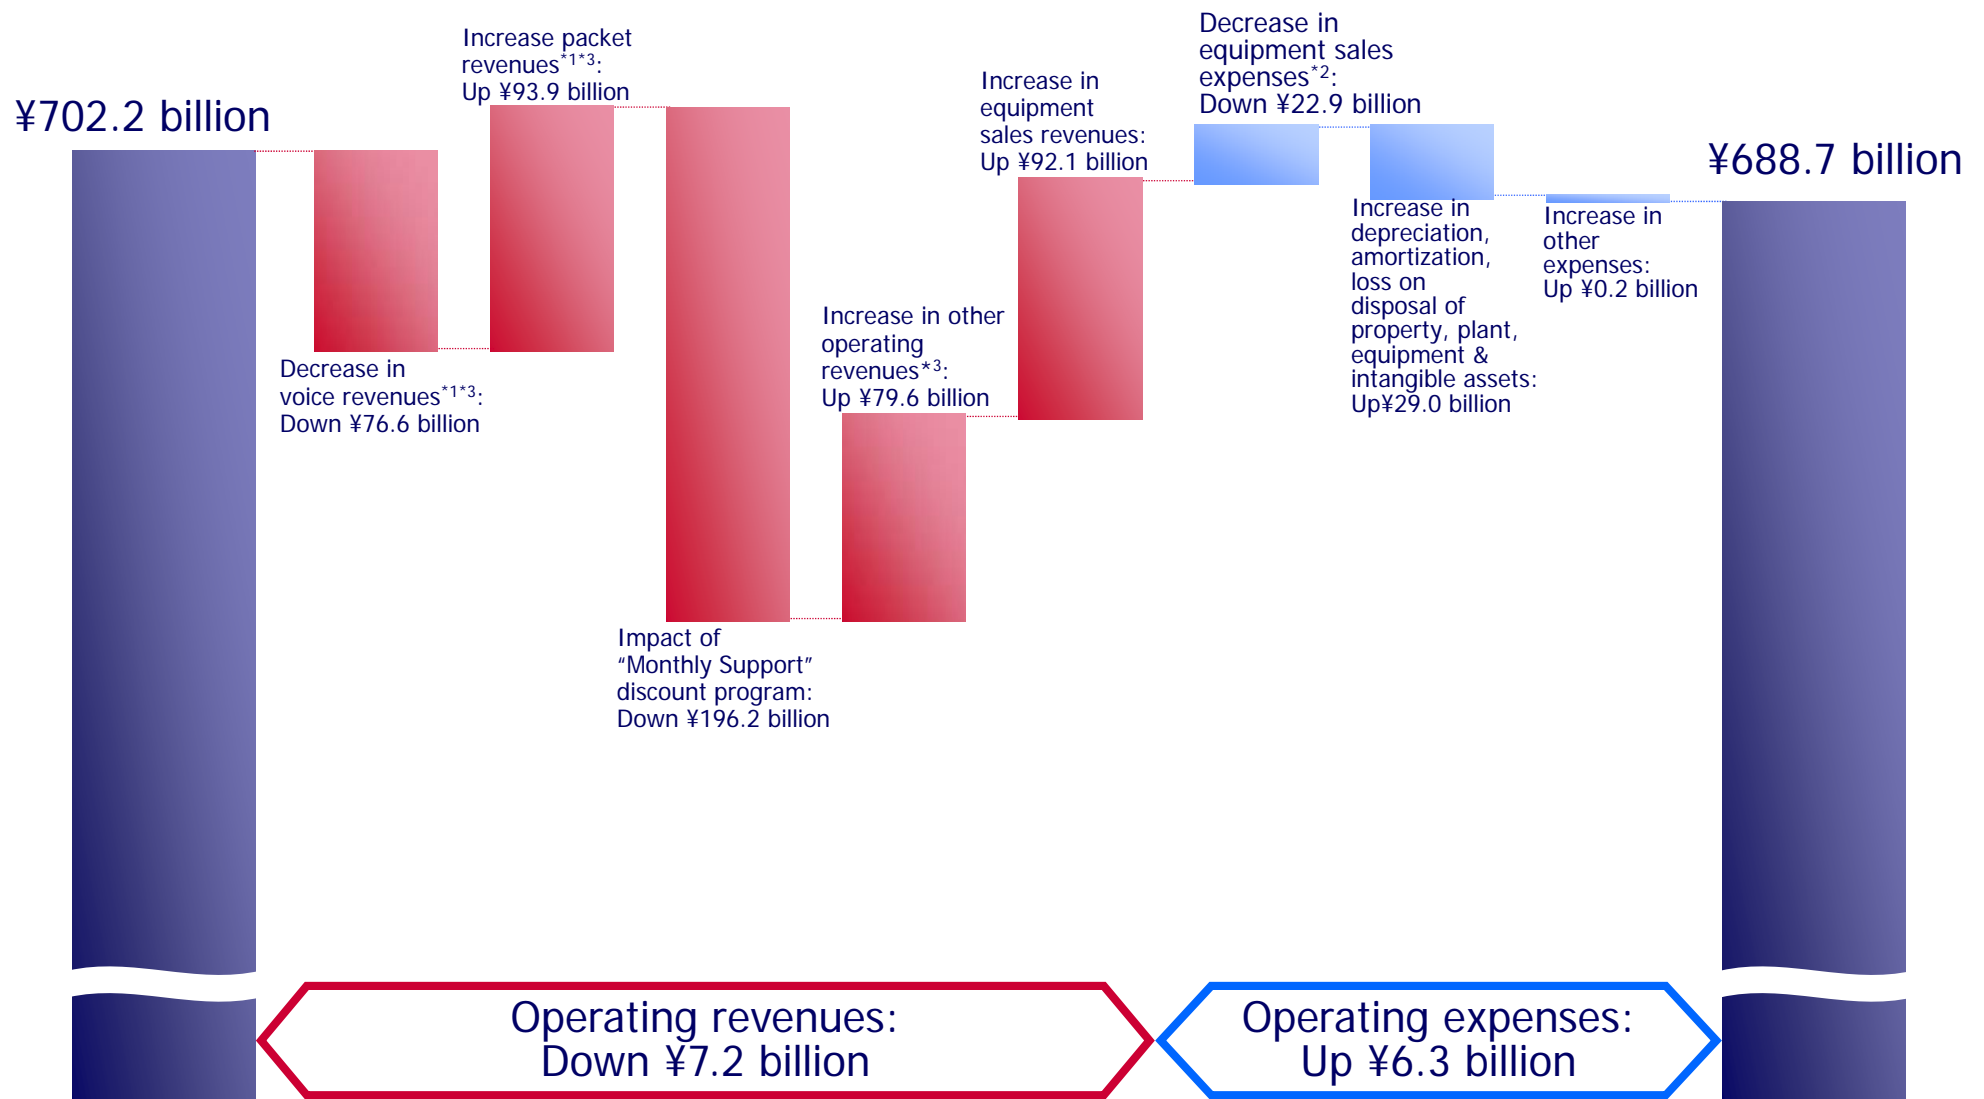 ¥702.2 billion
Decrease in
voice revenues*1*3:
Down ¥76.6 billion
Increase packet
revenues*1*3:
Up ¥93.9 billion
Impact of
“Monthly Support”
discount program:
Down ¥196.2 billion
Increase in other
operating
revenues*3:
Up ¥79.6 billion
Increase in
equipment
sales revenues:
Up ¥92.1 billion
Decrease in
equipment sales
expenses*2:
Down ¥22.9 billion
Increase in
depreciation,
amortization,
loss on
disposal of
property, plant,
equipment &
intangible assets:
Up¥29.0 billion
Increase in
other
expenses:
Up ¥0.2 billion
¥688.7 billion
Operating revenues:
Down ¥7.2 billion
Operating expenses:
Up ¥6.3 billion